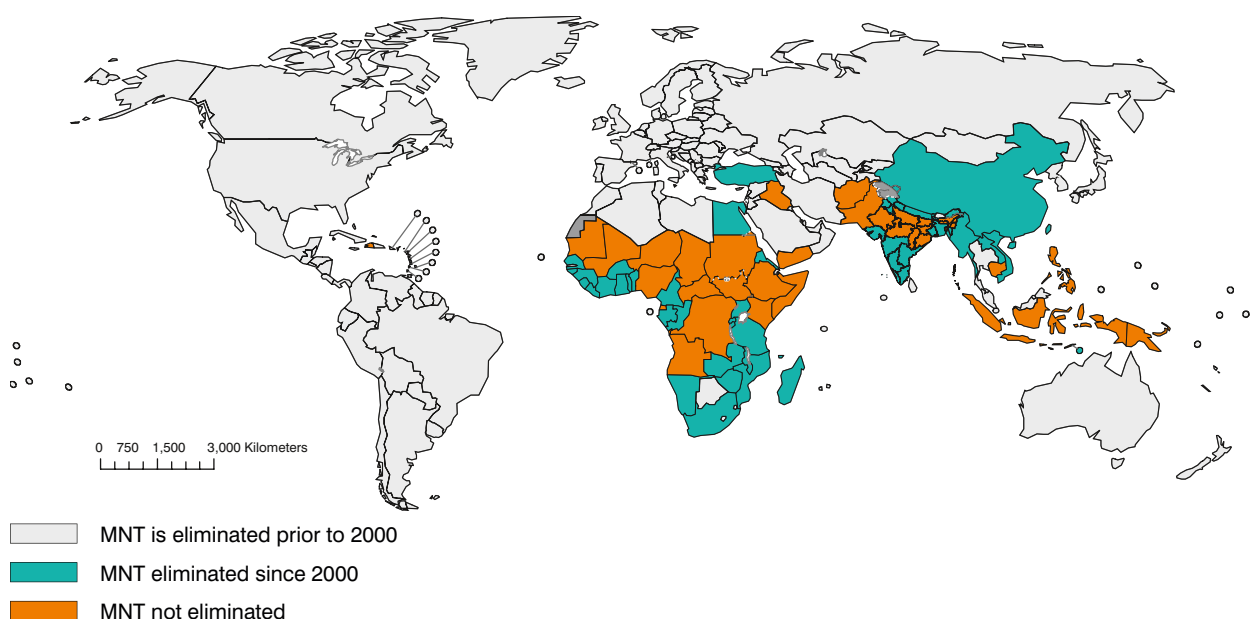 0 750 1,500 3,000 Kilometers
MNT is eliminated prior to 2000
MNT eliminated since 2000
MNT not eliminated